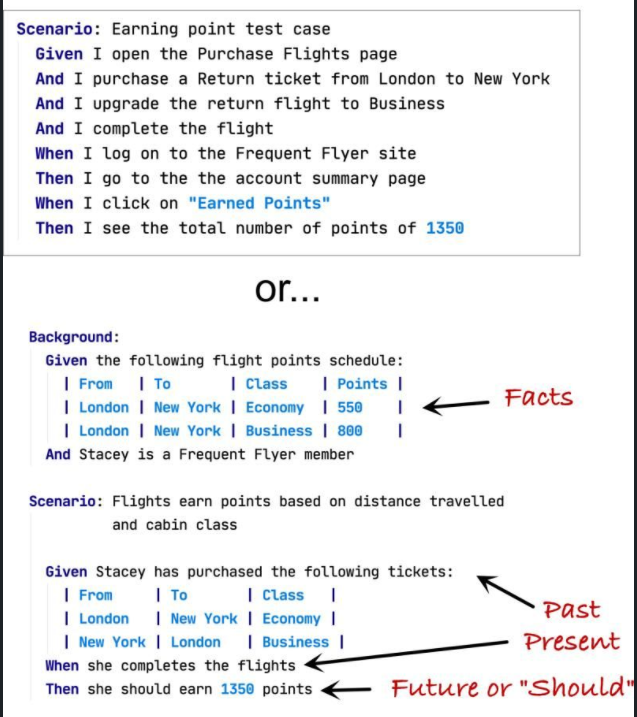 Scenario: Earning point test case
Given I open the Purchase Flights page
And I purchase a Return ticket from London to New York
And I upgrade the return flight to Business
And I complete the flight
When I log on to the Frequent Flyer site
Then I go to the the account summary page
When I click on "Earned Points"
Then I see the total number of points of 1350
or...
Background:
Given the following flight points schedule:
| From | To | Class | Points |
| London | New York | Economy | 550 |
| London | New York | Business | 800 |
Facts
And Stacey is a Frequent Flyer member
Scenario: Flights earn points based on distance travelled
and cabin class
Given Stacey has purchased the following tickets:
| From | To | Class |
| London | New York | Economy |
| New York | London | Business |
Past
Present
When she completes the flights
Then she should earn 1350 points
Future or "Should"